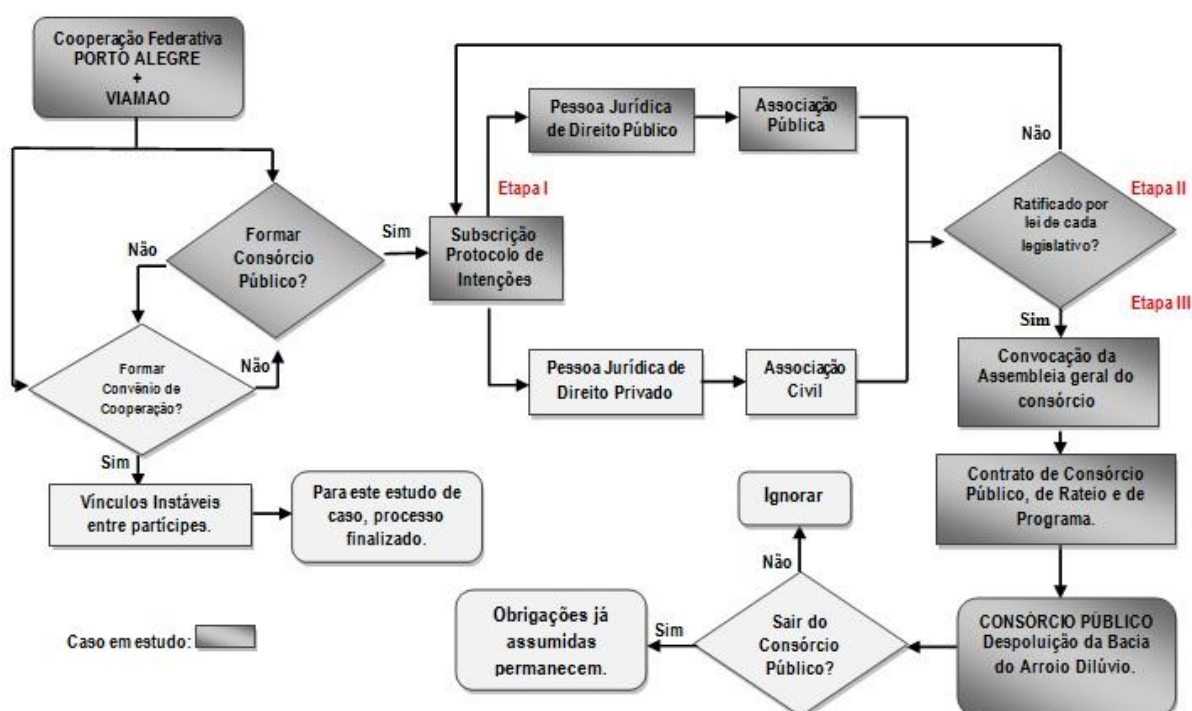 Cooperação Federativa
PORTO ALEGRE
+
VIAMAO
Não
Formar
Consórcio
Público?
Sim
Formar
Convênio de
Cooperação?
Não
Sim
Vínculos Instáveis
entre partícipes.
Para este estudo de
caso, processo
finalizado.
Subscrição
Protocolo de
Intenções
Etapa I
Pessoa Jurídica
de Direito Público
Associação
Pública
Pessoa Jurídica de
Direito Privado
Associação
Civil
Não
Ratificado por
lei de cada
legislativo?
Etapa II
Etapa III
Sim
Convocação da
Assembleia geral do
consórcio
Contrato de Consórcio
Público, de Rateio e de
Programa.
CONSÓRCIO PÚBLICO
Despoluição da Bacia
do Arroio Dilúvio.
Sair do
Consórcio
Público?
Não
Ignorar
Sim
Obrigações já
assumidas
permanecem.
Caso em estudo: